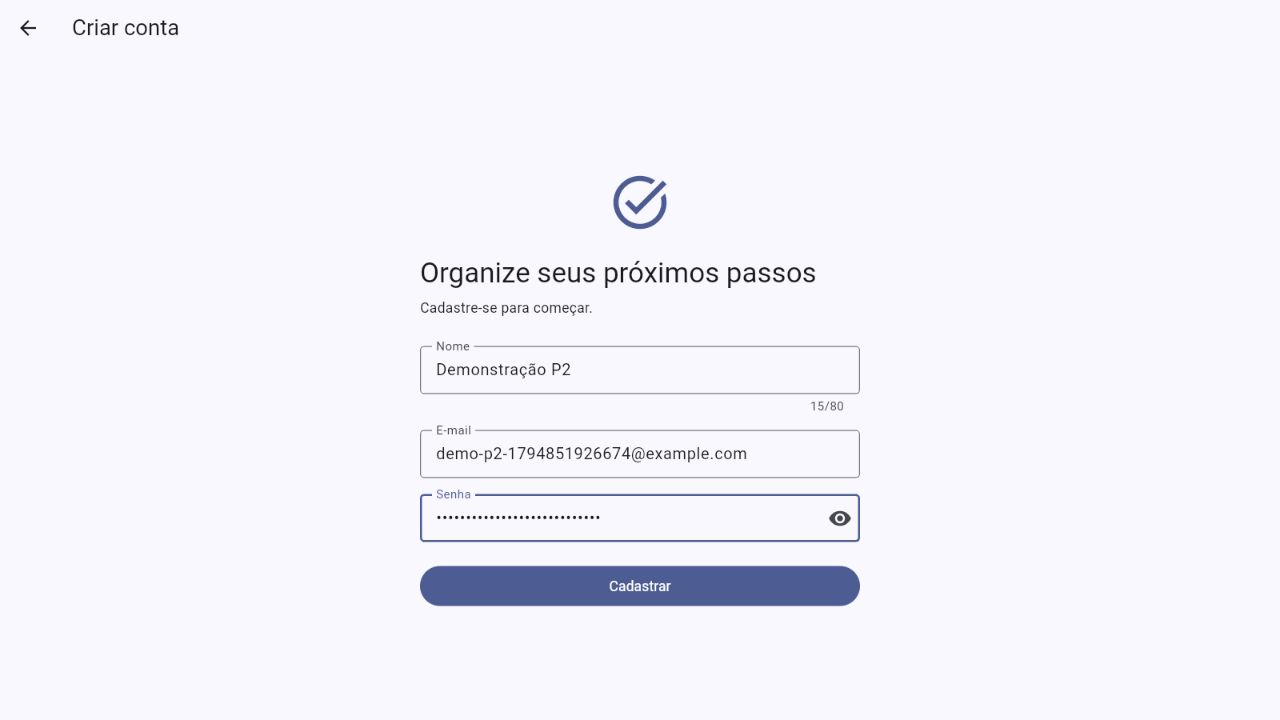 Criar conta
Organize seus próximos passos
Cadastre-se para começar.
Nome
Demonstração P2
15/80
E-mail
demo-p2-1794851926674@example.com
Senha
••••••••••••••••••••••••••••
Cadastrar